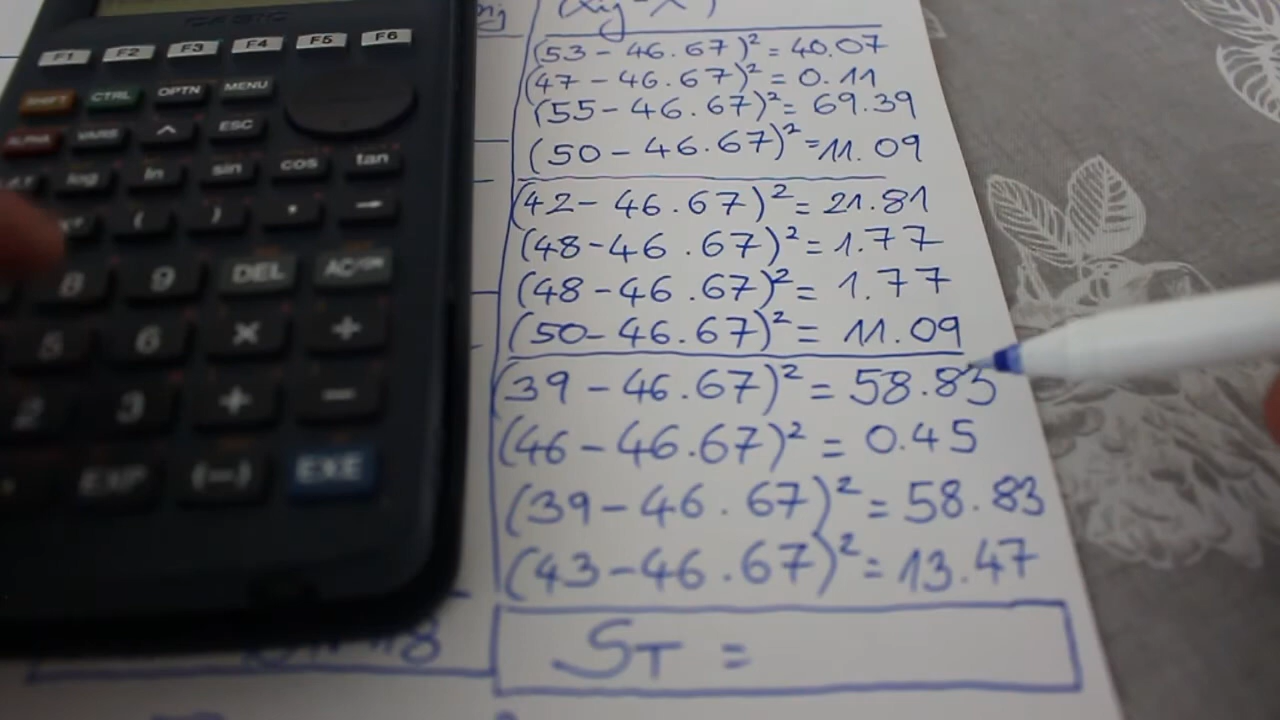 CASIO
F1 F2 F3 F4 F5 F6
SHIFT CTRL OPTN MENU
ALPHA VARS ^ ESC
log ln sin cos tan
( ) , →
8 9 DEL AC/ON
5 6 × ÷
2 3 + −
. EXP (−) EXE
(53 - 46.67)² = 40.07
(47 - 46.67)² = 0.11
(55 - 46.67)² = 69.39
(50 - 46.67)² = 11.09
(42 - 46.67)² = 21.81
(48 - 46.67)² = 1.77
(48 - 46.67)² = 1.77
(50 - 46.67)² = 11.09
(39 - 46.67)² = 58.83
(46 - 46.67)² = 0.45
(39 - 46.67)² = 58.83
(43 - 46.67)² = 13.47
ST =